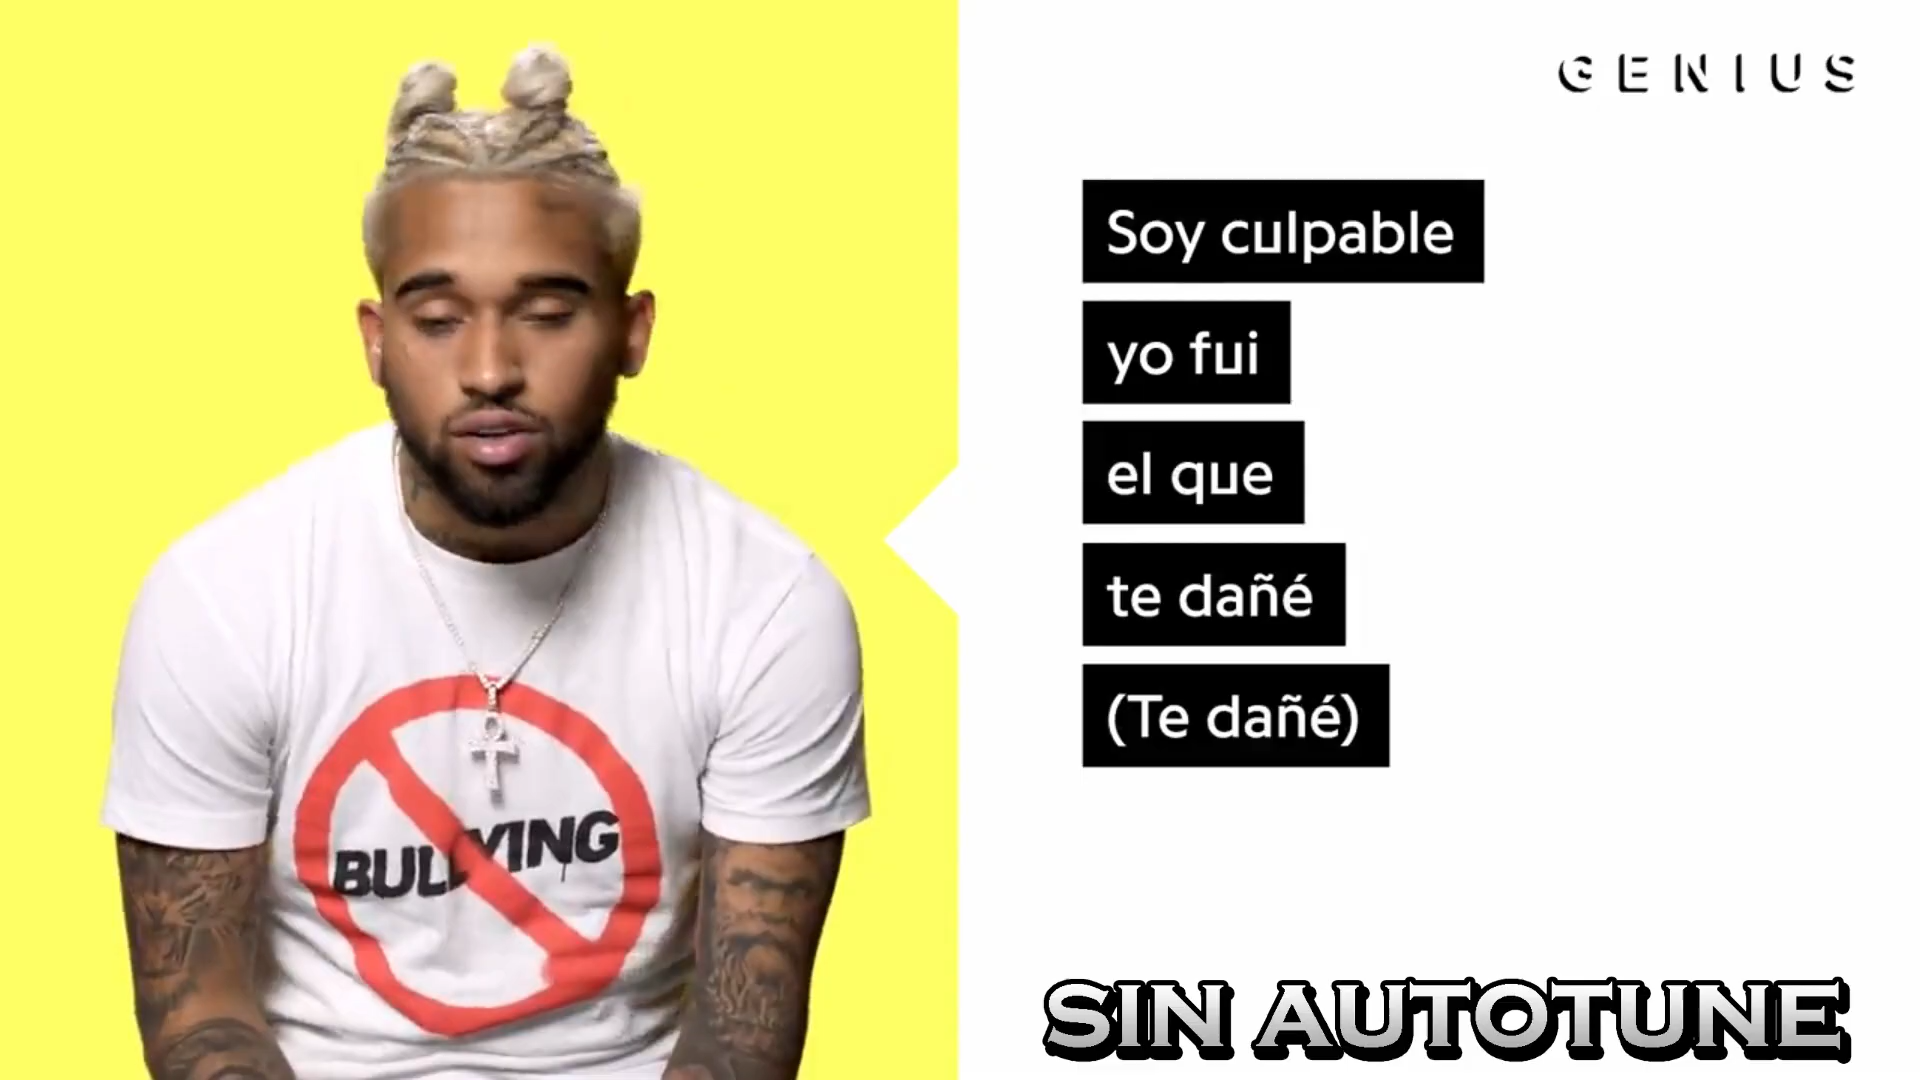 GENIUS
Soy culpable
yo fui
el que
te dañé
(Te dañé)
BULLYING
SIN AUTOTUNE